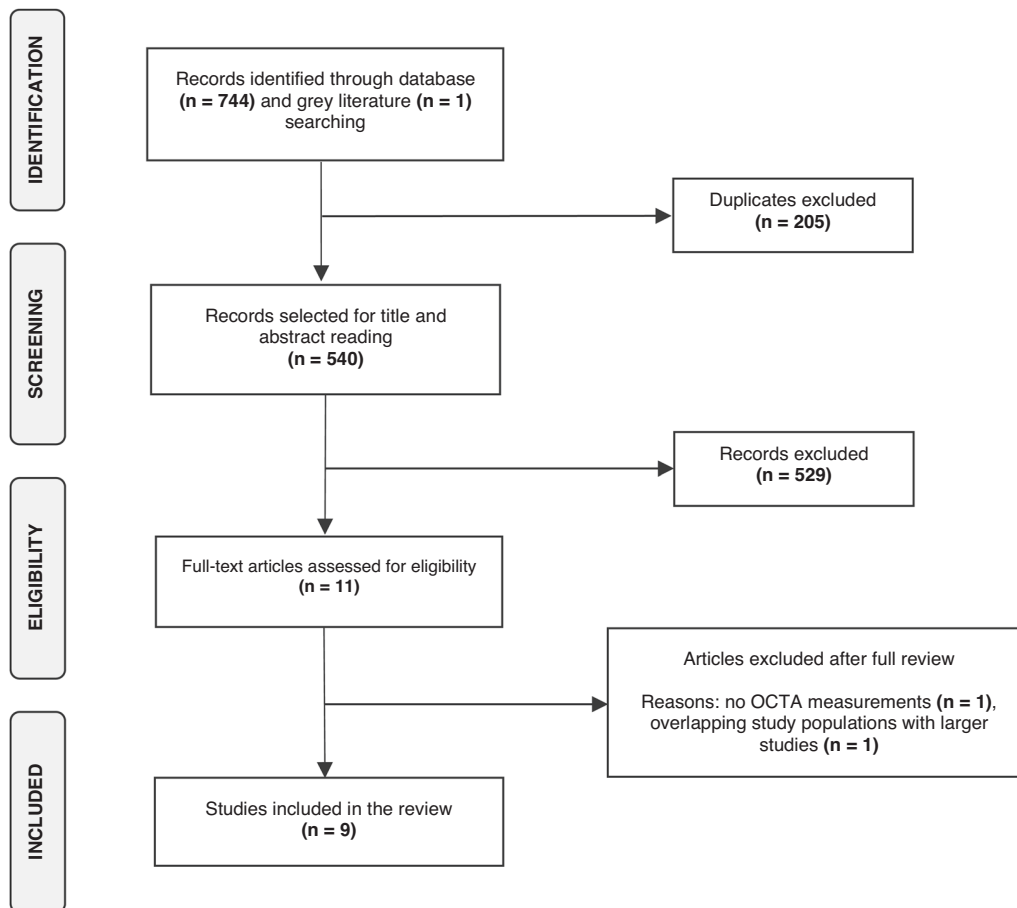 IDENTIFICATION
Records identified through database
(n = 744) and grey literature (n = 1)
searching
Duplicates excluded
(n = 205)
SCREENING
Records selected for title and
abstract reading
(n = 540)
Records excluded
(n = 529)
ELIGIBILITY
Full-text articles assessed for eligibility
(n = 11)
Articles excluded after full review
Reasons: no OCTA measurements (n = 1),
overlapping study populations with larger
studies (n = 1)
INCLUDED
Studies included in the review
(n = 9)